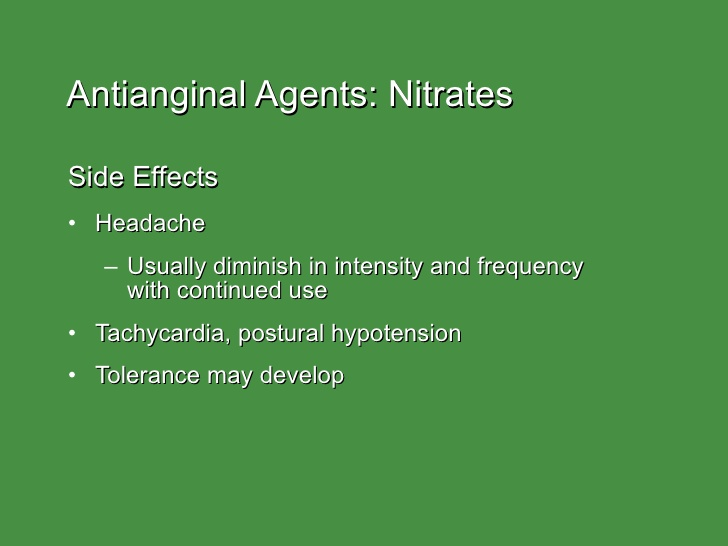 Antianginal Agents: Nitrates
Side Effects
• Headache
– Usually diminish in intensity and frequency
with continued use
• Tachycardia, postural hypotension
• Tolerance may develop